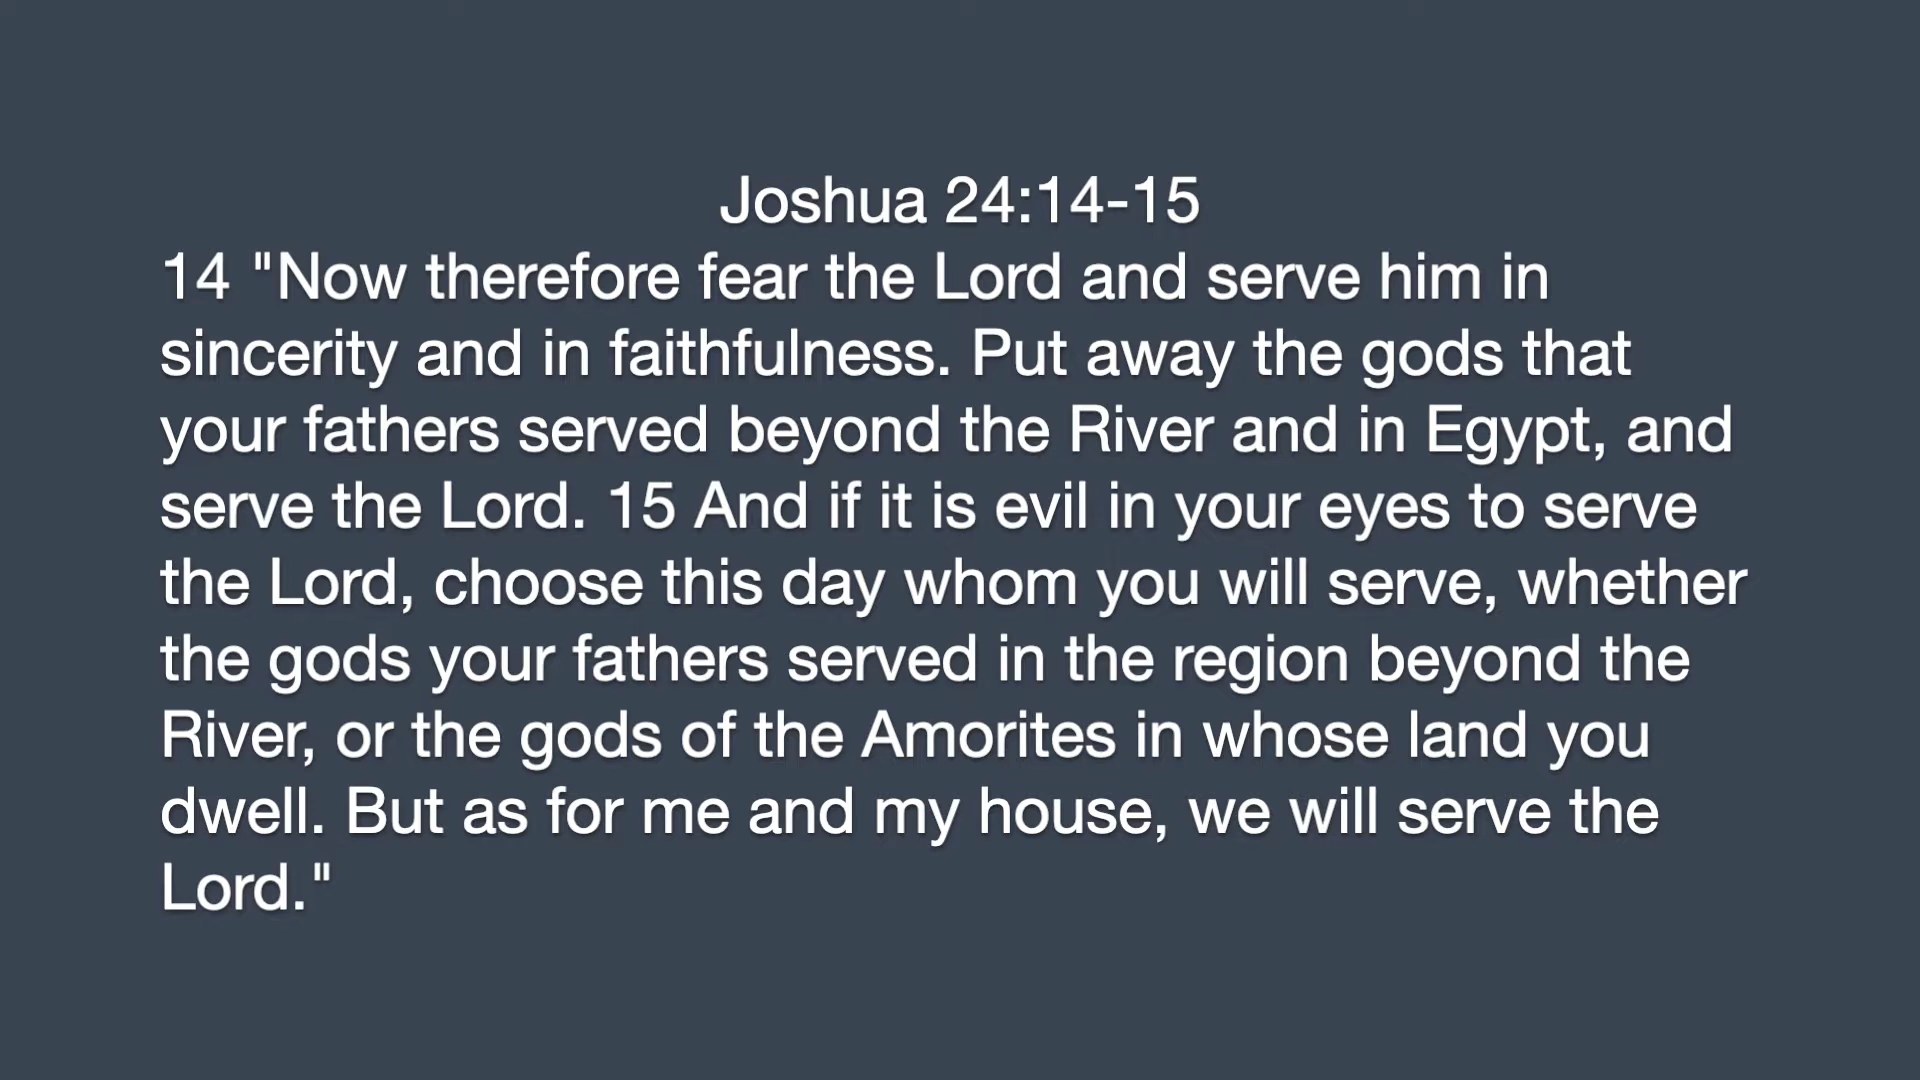 Joshua 24:14-15
14 "Now therefore fear the Lord and serve him in
sincerity and in faithfulness. Put away the gods that
your fathers served beyond the River and in Egypt, and
serve the Lord. 15 And if it is evil in your eyes to serve
the Lord, choose this day whom you will serve, whether
the gods your fathers served in the region beyond the
River, or the gods of the Amorites in whose land you
dwell. But as for me and my house, we will serve the
Lord."